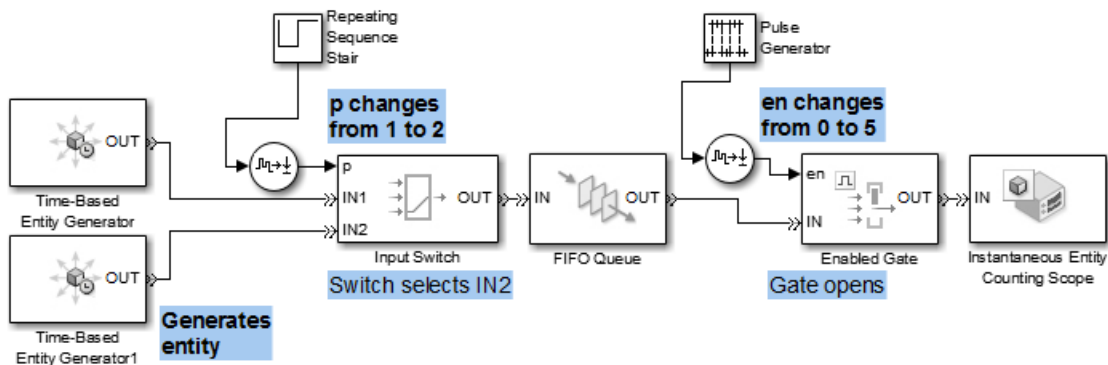 Repeating
Sequence
Stair
Pulse
Generator
p changes
from 1 to 2
en changes
from 0 to 5
OUT
Time-Based
Entity Generator
p
IN1
IN2
OUT
Input Switch
Switch selects IN2
IN
OUT
FIFO Queue
en
IN
OUT
Enabled Gate
Gate opens
IN
Instantaneous Entity
Counting Scope
OUT
Time-Based
Entity Generator1
Generates
entity